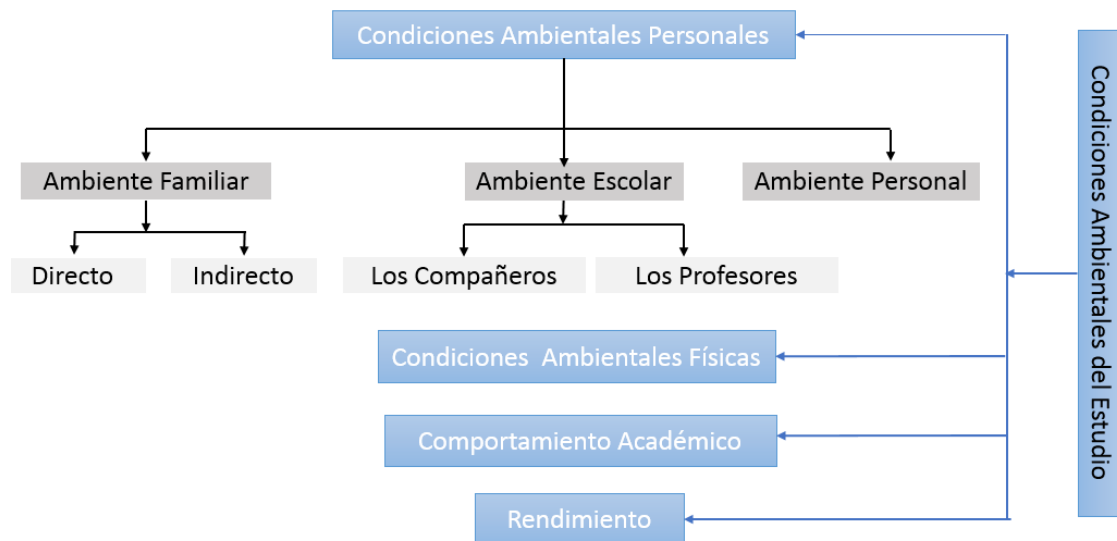 Condiciones Ambientales Personales
Condiciones Ambientales del Estudio
Ambiente Familiar
Ambiente Escolar
Ambiente Personal
Directo
Indirecto
Los Compañeros
Los Profesores
Condiciones Ambientales Físicas
Comportamiento Académico
Rendimiento